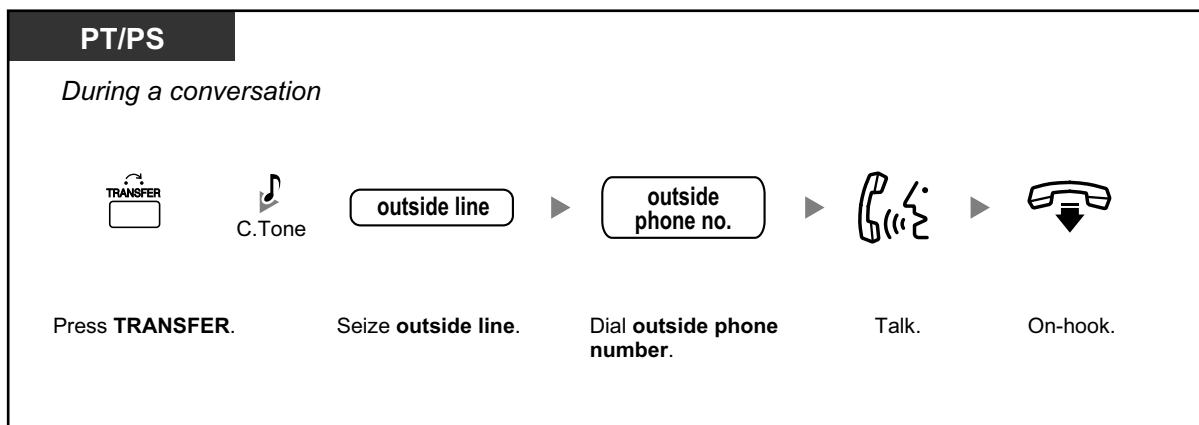 PT/PS
During a conversation
TRANSFER
C.Tone
outside line
outside
phone no.
Press TRANSFER.
Seize outside line.
Dial outside phone
number.
Talk.
On-hook.